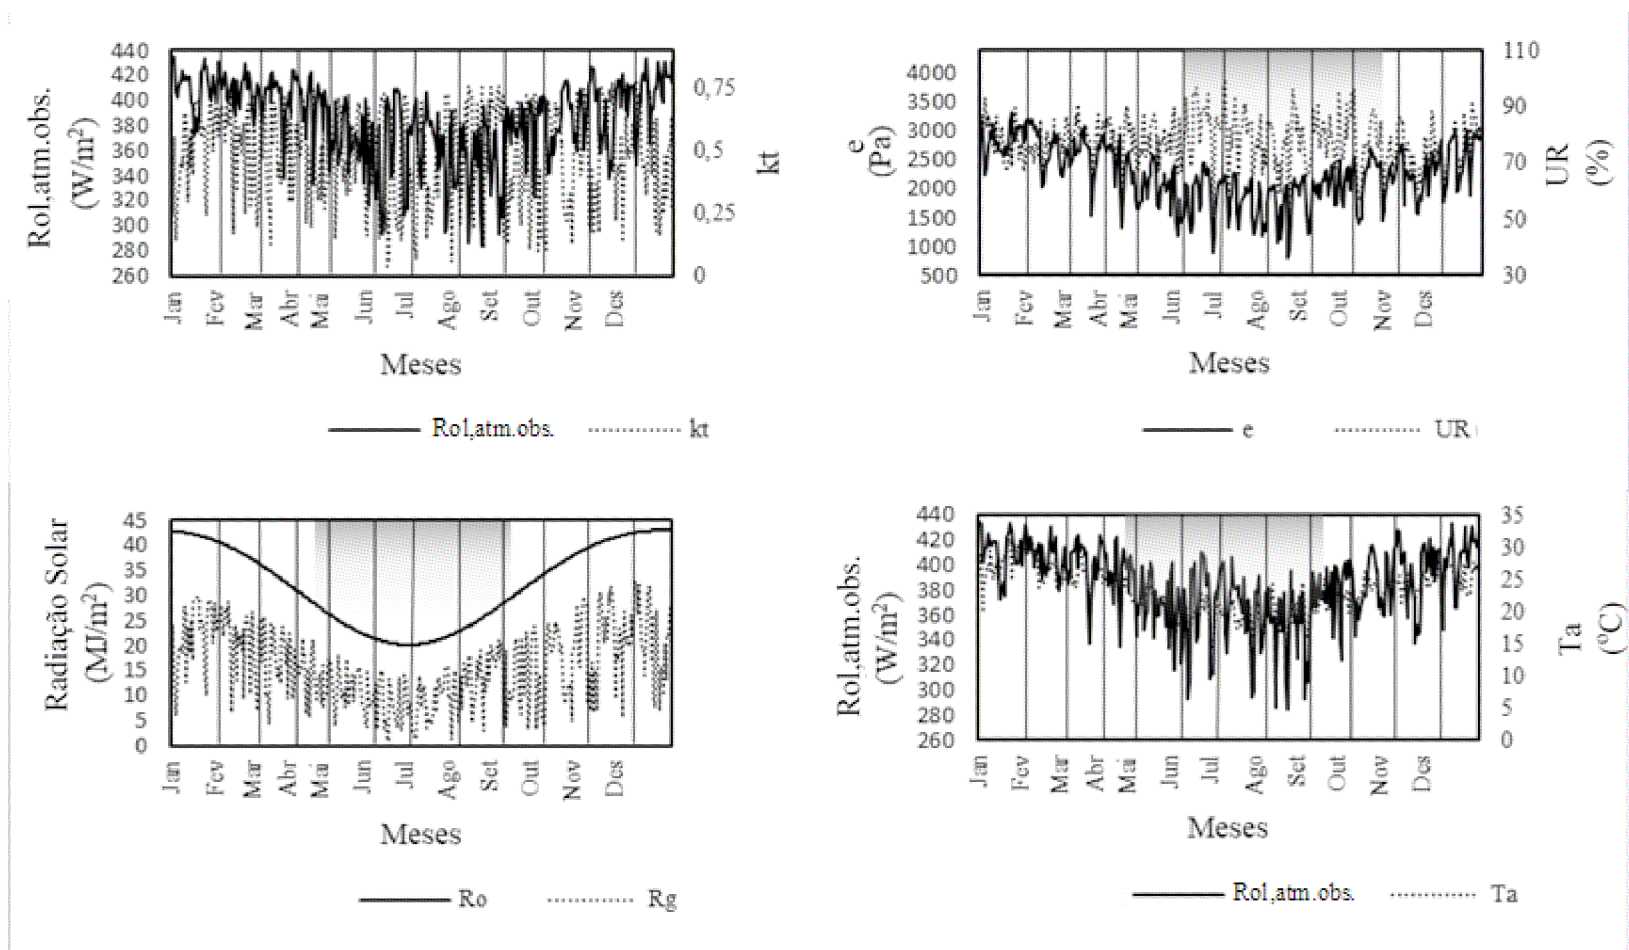 440
420
400
380
360
340
320
300
280
260
Rol,atm.obs.
(W/m²)
0,75
0,5
0,25
0
kt
Jan Fev Mar Abr Mai Jun Jul Ago Set Out Nov Des
Meses
Rol,atm.obs. kt
4000
3500
3000
2500
2000
1500
1000
500
e
(Pa)
110
90
70
50
30
UR
(%)
Jan Fev Mar Abr Mai Jun Jul Ago Set Out Nov Des
Meses
e UR
45
40
35
30
25
20
15
10
5
0
Radiação Solar
(MJ/m²)
Jan Fev Mar Abr Mai Jun Jul Ago Set Out Nov Des
Meses
Ro Rg
440
420
400
380
360
340
320
300
280
260
Rol,atm.obs.
(W/m²)
35
30
25
20
15
10
5
0
Ta
(ºC)
Jan Fev Mar Abr Mai Jun Jul Ago Set Out Nov Des
Meses
Rol,atm.obs. Ta